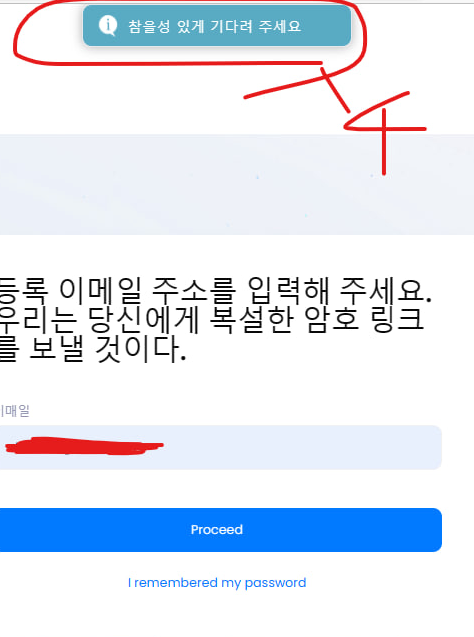 참을성 있게 기다려 주세요
등록 이메일 주소를 입력해 주세요.
우리는 당신에게 복설한 암호 링크
를 보낼 것이다.
이매일
Proceed
I remembered my password